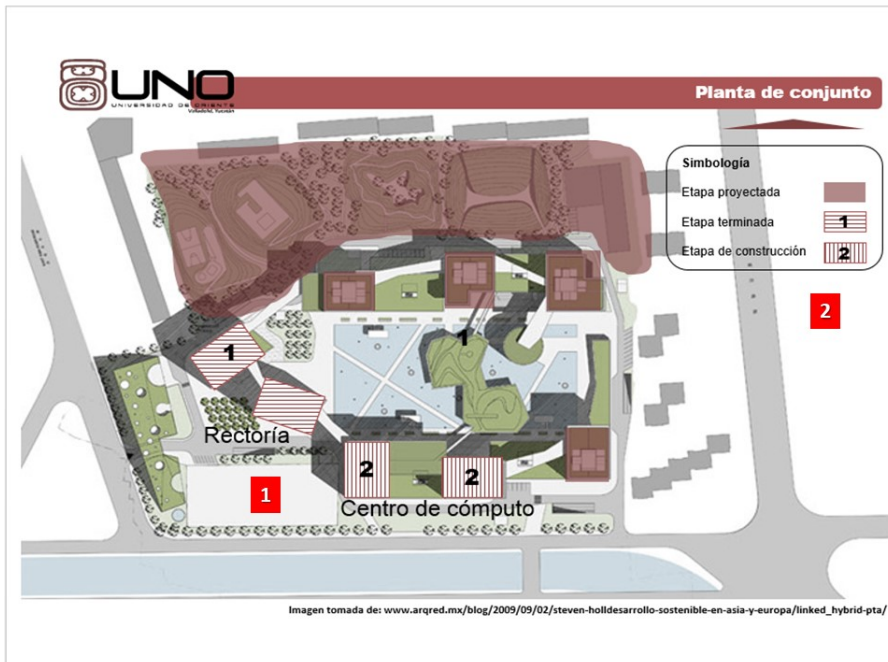 UNO
UNIVERSIDAD DE ORIENTE
Valladolid, Yucatán
Planta de conjunto
Simbología
Etapa proyectada
Etapa terminada
1
Etapa de construcción
2
2
1
1
Rectoría
2
2
1
Centro de cómputo
Imagen tomada de: www.arqred.mx/blog/2009/09/02/steven-holldesarrollo-sostenible-en-asia-y-europa/linked_hybrid-pta/